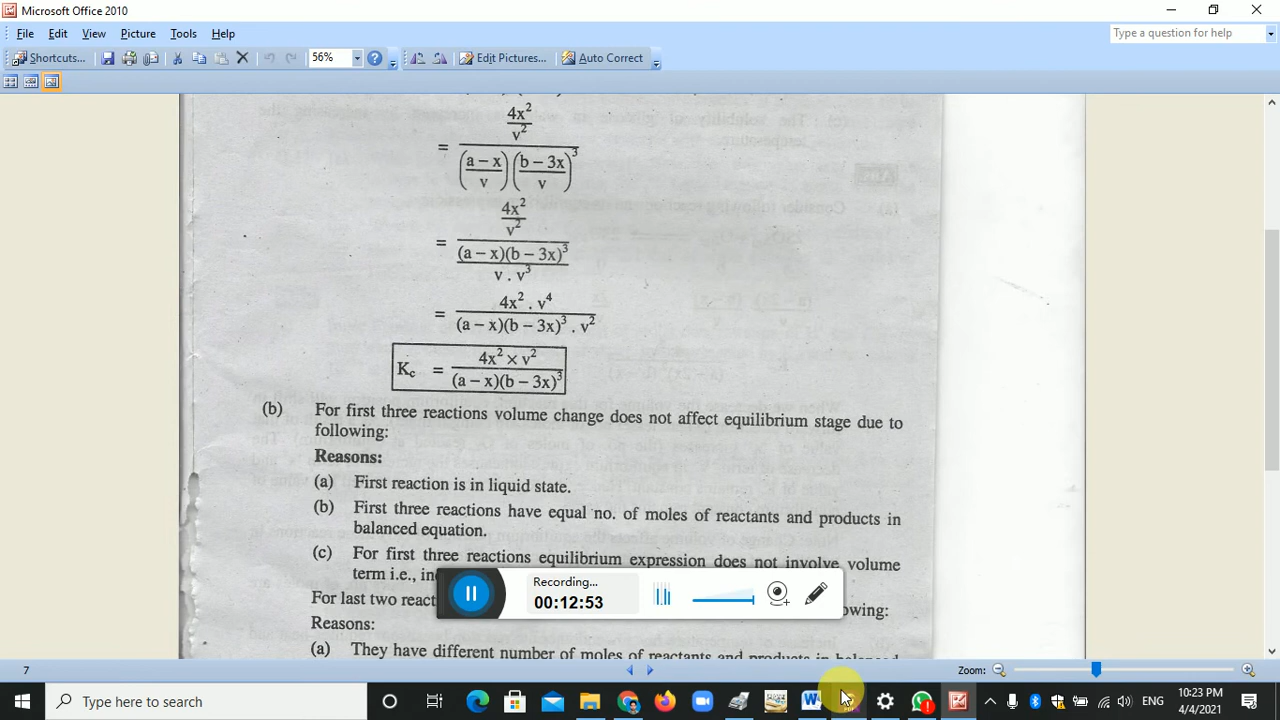 Microsoft Office 2010
File Edit View Picture Tools Help
Type a question for help
Shortcuts...
56%
Edit Pictures...
Auto Correct
4x²
v²
=
(a – x / v) (b – 3x / v)³
4x²
v²
=
(a – x)(b – 3x)³
v . v³
4x² . v⁴
=
(a – x)(b – 3x)³ . v²
Kc = 4x² × v²
(a – x)(b – 3x)³
(b) For first three reactions volume change does not affect equilibrium stage due to
following:
Reasons:
(a) First reaction is in liquid state.
(b) First three reactions have equal no. of moles of reactants and products in
balanced equation.
(c) For first three reactions equilibrium expression does not involve volume
term i.e.,
For last two
owing:
Reasons:
(a) They have different number of moles of reactants and products in balanced
Recording...
00:12:53
7
Zoom:
Type here to search
ENG
10:23 PM
4/4/2021